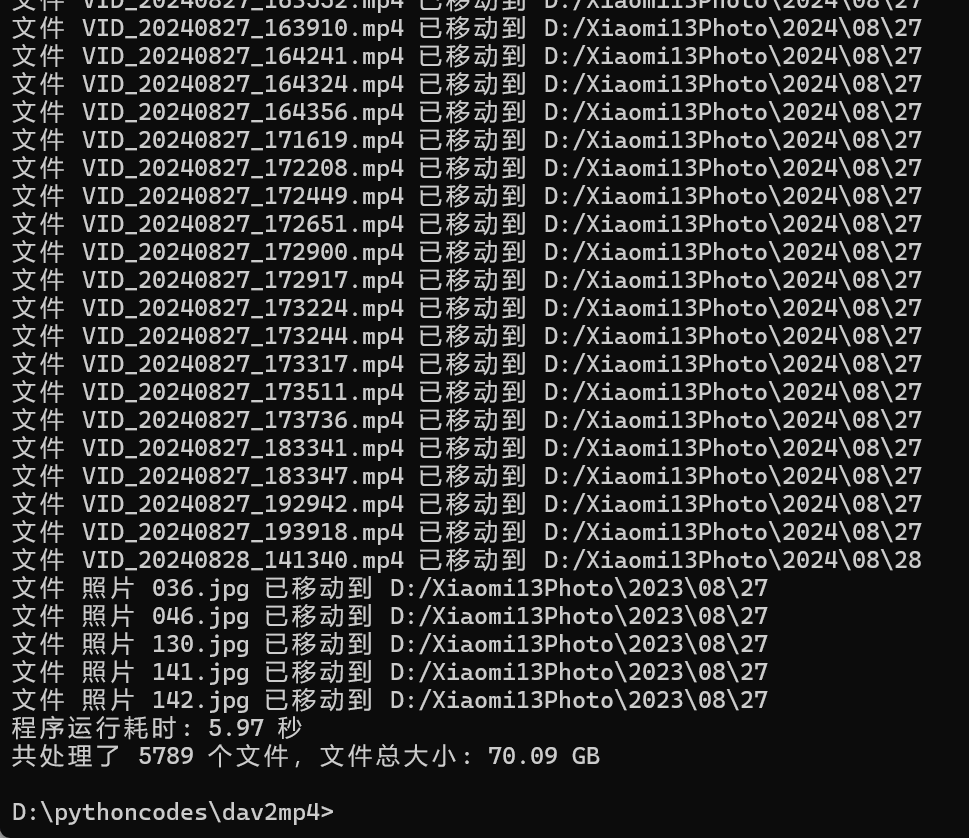 文件 VID_20240827_163552.mp4 已移动到 D:/Xiaomi13Photo\2024\08\27
文件 VID_20240827_163910.mp4 已移动到 D:/Xiaomi13Photo\2024\08\27
文件 VID_20240827_164241.mp4 已移动到 D:/Xiaomi13Photo\2024\08\27
文件 VID_20240827_164324.mp4 已移动到 D:/Xiaomi13Photo\2024\08\27
文件 VID_20240827_164356.mp4 已移动到 D:/Xiaomi13Photo\2024\08\27
文件 VID_20240827_171619.mp4 已移动到 D:/Xiaomi13Photo\2024\08\27
文件 VID_20240827_172208.mp4 已移动到 D:/Xiaomi13Photo\2024\08\27
文件 VID_20240827_172449.mp4 已移动到 D:/Xiaomi13Photo\2024\08\27
文件 VID_20240827_172651.mp4 已移动到 D:/Xiaomi13Photo\2024\08\27
文件 VID_20240827_172900.mp4 已移动到 D:/Xiaomi13Photo\2024\08\27
文件 VID_20240827_172917.mp4 已移动到 D:/Xiaomi13Photo\2024\08\27
文件 VID_20240827_173224.mp4 已移动到 D:/Xiaomi13Photo\2024\08\27
文件 VID_20240827_173244.mp4 已移动到 D:/Xiaomi13Photo\2024\08\27
文件 VID_20240827_173317.mp4 已移动到 D:/Xiaomi13Photo\2024\08\27
文件 VID_20240827_173511.mp4 已移动到 D:/Xiaomi13Photo\2024\08\27
文件 VID_20240827_173736.mp4 已移动到 D:/Xiaomi13Photo\2024\08\27
文件 VID_20240827_183341.mp4 已移动到 D:/Xiaomi13Photo\2024\08\27
文件 VID_20240827_183347.mp4 已移动到 D:/Xiaomi13Photo\2024\08\27
文件 VID_20240827_192942.mp4 已移动到 D:/Xiaomi13Photo\2024\08\27
文件 VID_20240827_193918.mp4 已移动到 D:/Xiaomi13Photo\2024\08\27
文件 VID_20240828_141340.mp4 已移动到 D:/Xiaomi13Photo\2024\08\28
文件 照片 036.jpg 已移动到 D:/Xiaomi13Photo\2023\08\27
文件 照片 046.jpg 已移动到 D:/Xiaomi13Photo\2023\08\27
文件 照片 130.jpg 已移动到 D:/Xiaomi13Photo\2023\08\27
文件 照片 141.jpg 已移动到 D:/Xiaomi13Photo\2023\08\27
文件 照片 142.jpg 已移动到 D:/Xiaomi13Photo\2023\08\27
程序运行耗时: 5.97 秒
共处理了 5789 个文件, 文件总大小: 70.09 GB
D:\pythoncodes\dav2mp4>